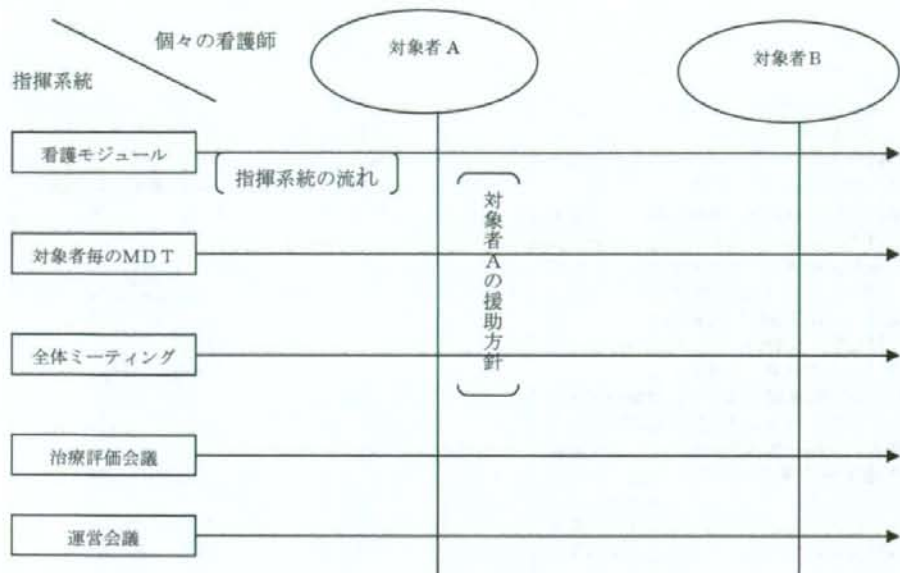 個々の看護師
指揮系統
対象者A
対象者B
看護モジュール
指揮系統の流れ
対象者Aの援助方針
対象者毎のMDT
全体ミーティング
治療評価会議
運営会議